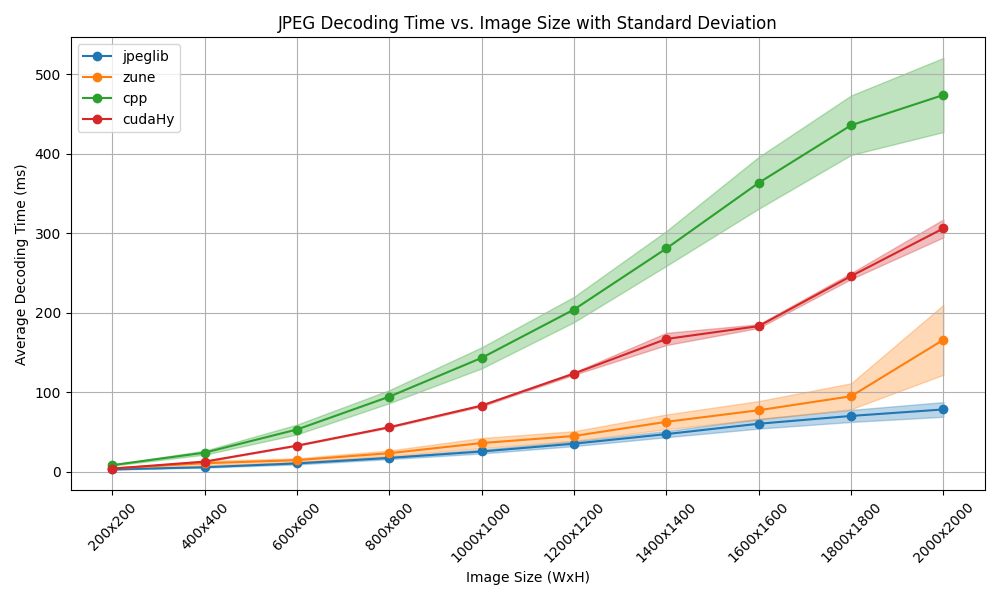 JPEG Decoding Time vs. Image Size with Standard Deviation
jpeglib
zune
cpp
cudaHy
Average Decoding Time (ms)
500
400
300
200
100
0
200x200
400x400
600x600
800x800
1000x1000
1200x1200
1400x1400
1600x1600
1800x1800
2000x2000
Image Size (WxH)